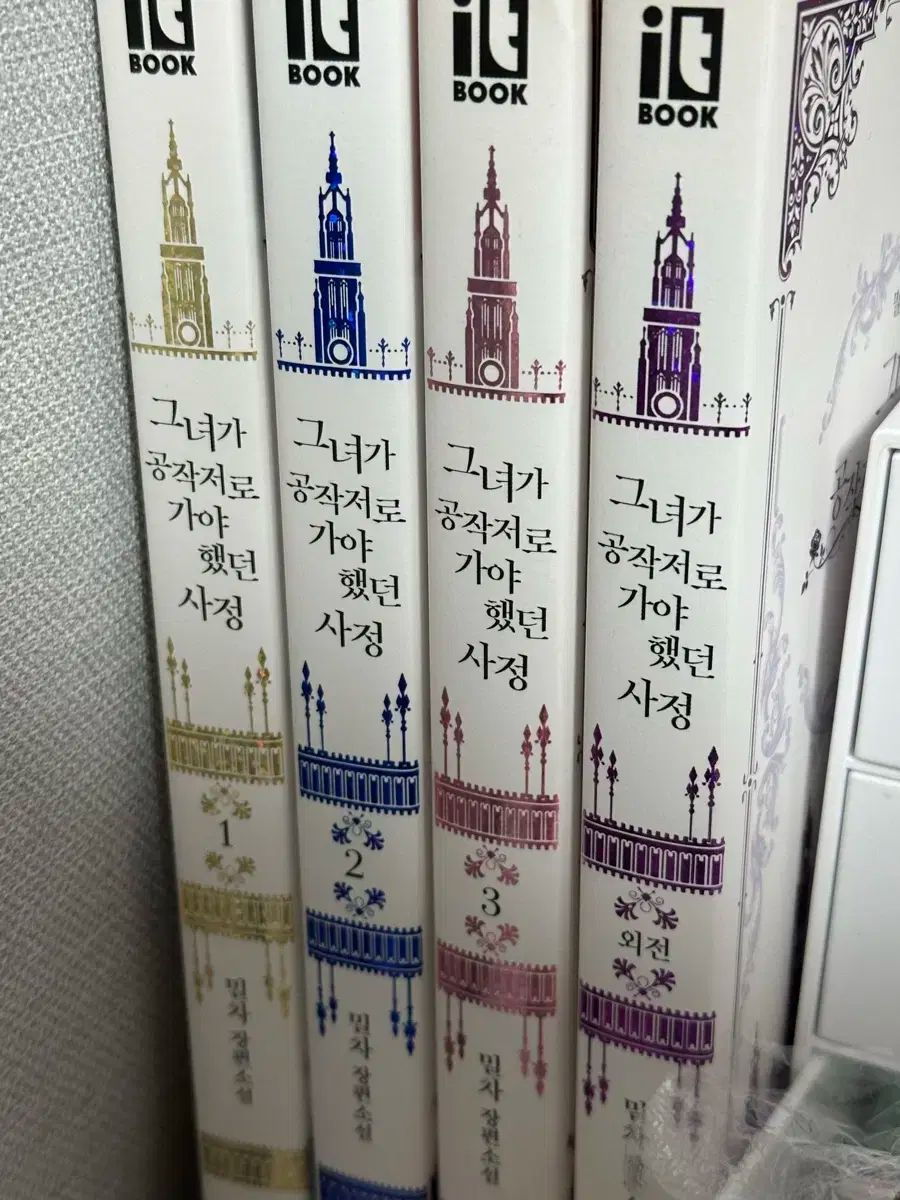 it
BOOK
그녀가
공작저로
가야
했던
사정
1
밀차 장편소설
it
BOOK
그녀가
공작저로
가야
했던
사정
2
밀차 장편소설
it
BOOK
그녀가
공작저로
가야
했던
사정
3
밀차 장편소설
it
BOOK
그녀가
공작저로
가야
했던
사정
외전
밀차